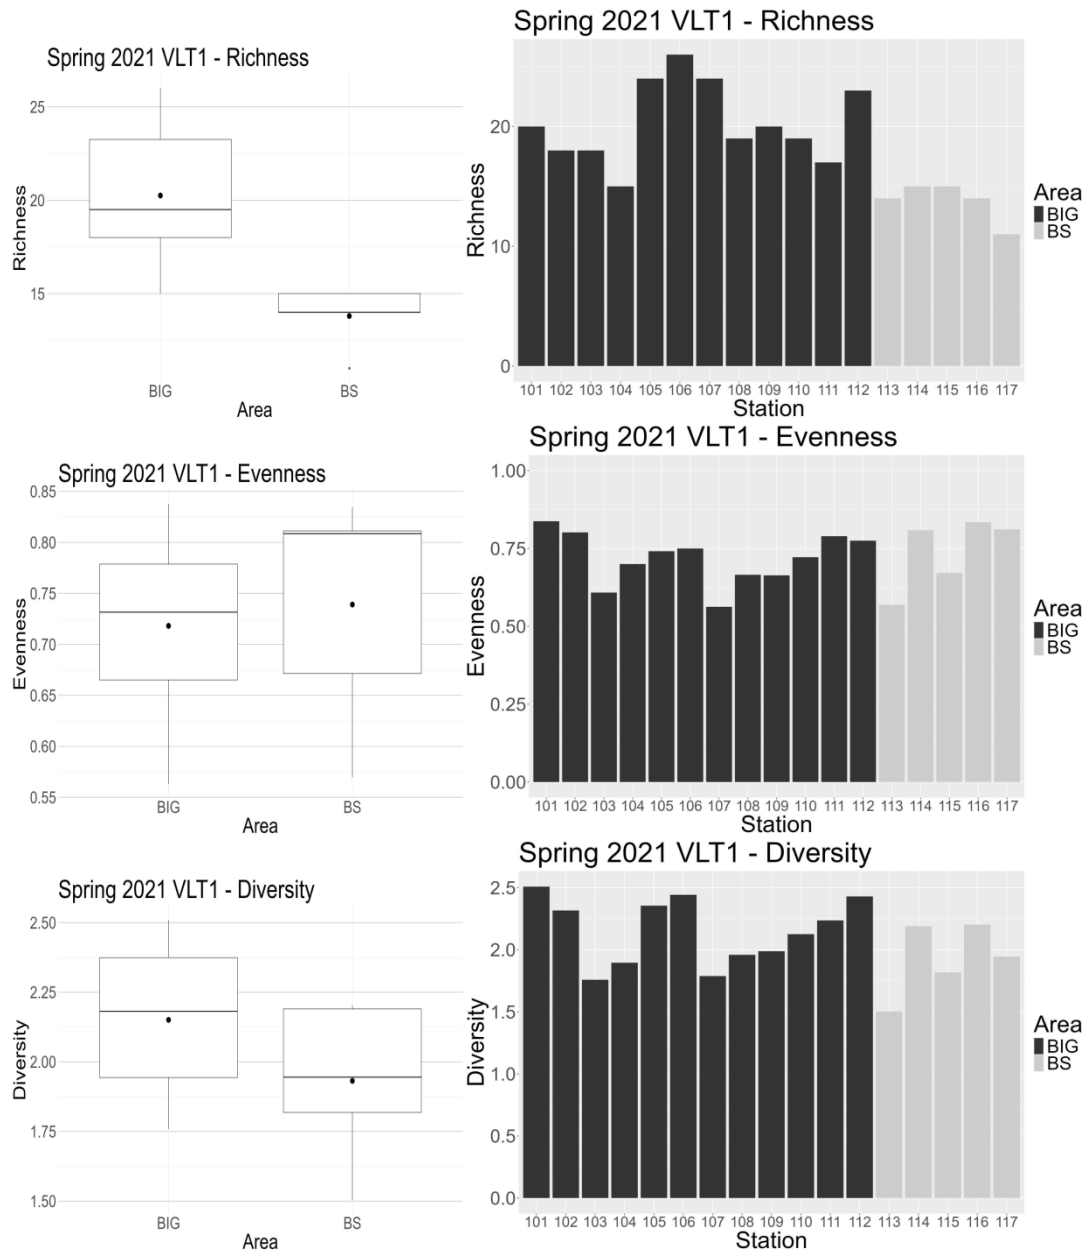 Spring 2021 VLT1 - Richness
Richness
25
20
15
BIG
BS
Area
Spring 2021 VLT1 - Richness
Richness
20
10
0
101 102 103 104 105 106 107 108 109 110 111 112 113 114 115 116 117
Station
Area
BIG
BS
Spring 2021 VLT1 - Evenness
Evenness
0.85
0.80
0.75
0.70
0.65
0.60
0.55
BIG
BS
Area
Spring 2021 VLT1 - Evenness
Evenness
1.00
0.75
0.50
0.25
0.00
101 102 103 104 105 106 107 108 109 110 111 112 113 114 115 116 117
Station
Area
BIG
BS
Spring 2021 VLT1 - Diversity
Diversity
2.50
2.25
2.00
1.75
1.50
BIG
BS
Area
Spring 2021 VLT1 - Diversity
Diversity
2.5
2.0
1.5
1.0
0.5
0.0
101 102 103 104 105 106 107 108 109 110 111 112 113 114 115 116 117
Station
Area
BIG
BS